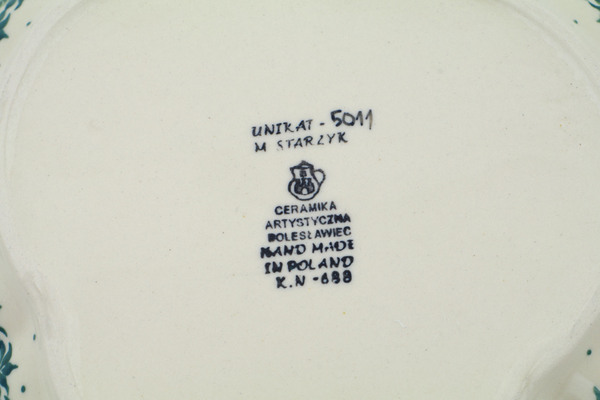 UNIKAT - 5011
M STARZYK
CERAMIKA
ARTYSTYCZNA
BOLESŁAWIEC
HAND MADE
IN POLAND
K.N -688